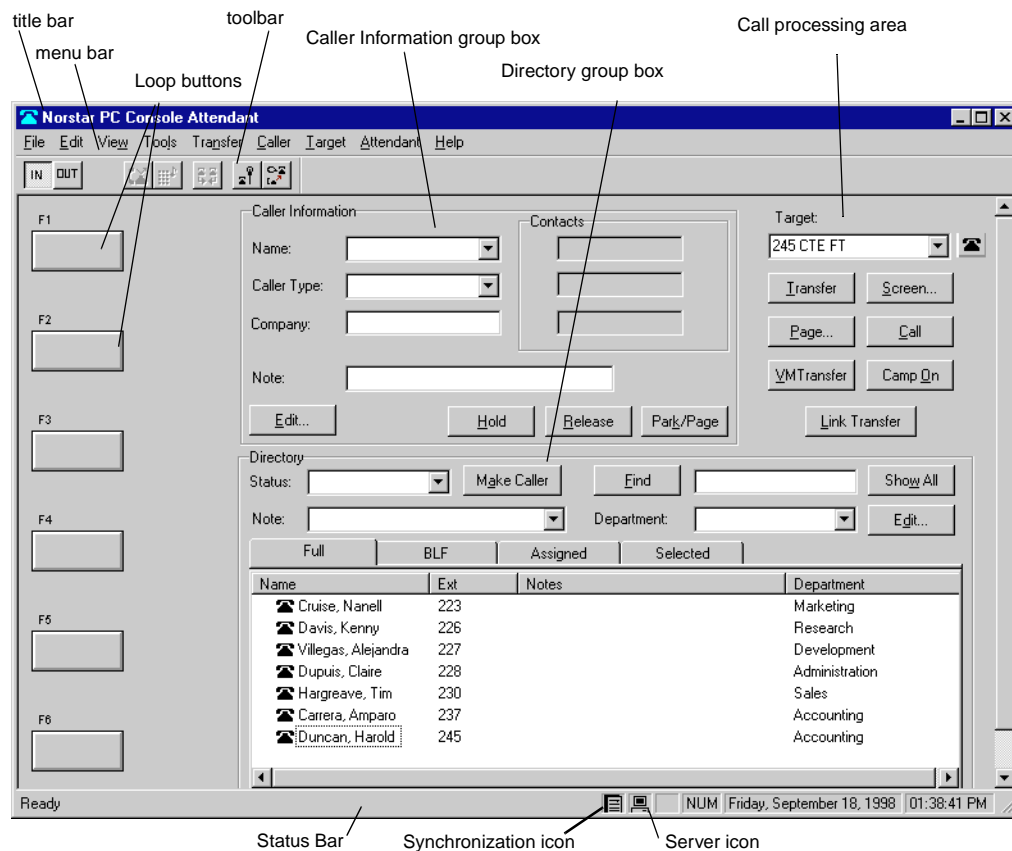 title bar
toolbar
Call processing area
menu bar
Caller Information group box
Directory group box
Loop buttons
Norstar PC Console Attendant
File Edit View Tools Transfer Caller Target Attendant Help
IN OUT
F1
F2
F3
F4
F5
F6
Caller Information
Contacts
Name:
Caller Type:
Company:
Note:
Edit... Hold Release Park/Page
Target:
245 CTE FT
Transfer Screen...
Page... Call
VMTransfer Camp On
Link Transfer
Directory
Status: Make Caller Find Show All
Note: Department: Edit...
Full BLF Assigned Selected
Name Ext Notes Department
Cruise, Nanell 223 Marketing
Davis, Kenny 226 Research
Villegas, Alejandra 227 Development
Dupuis, Claire 228 Administration
Hargreave, Tim 230 Sales
Carrera, Amparo 237 Accounting
Duncan, Harold 245 Accounting
Ready NUM Friday, September 18, 1998 01:38:41 PM
Status Bar Synchronization icon Server icon